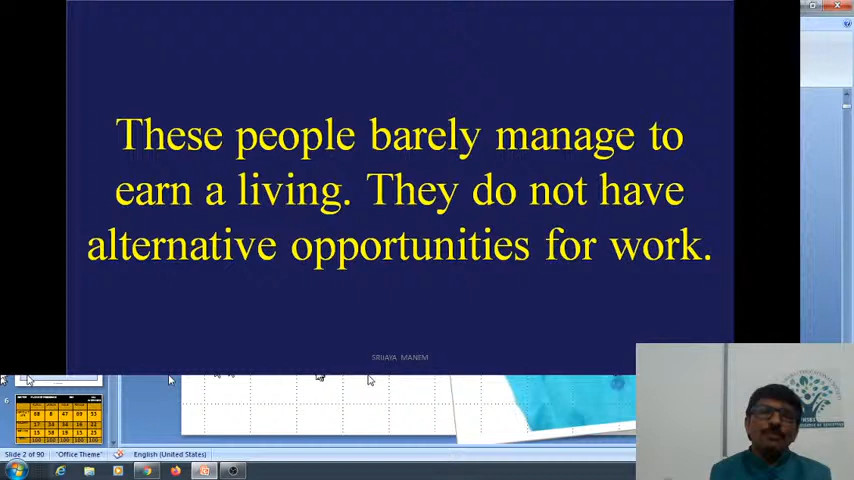 These people barely manage to
earn a living. They do not have
alternative opportunities for work.
SRIJAYA MANEM
6
Slide 2 of 90
"Office Theme"
English (United States)